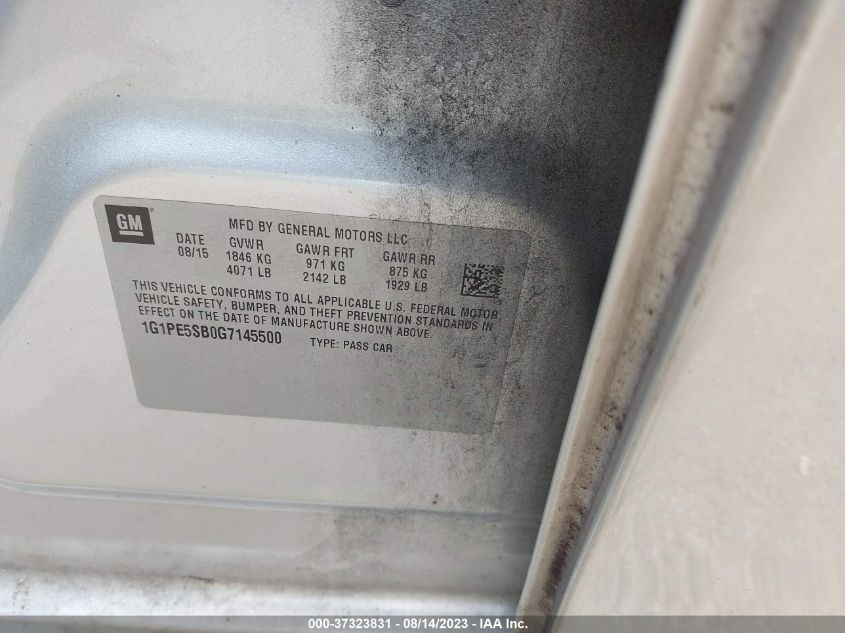 GM
MFD BY GENERAL MOTORS LLC
DATE GVWR GAWR FRT GAWR RR
08/15 1846 KG 971 KG 875 KG
4071 LB 2142 LB 1929 LB
THIS VEHICLE CONFORMS TO ALL APPLICABLE U.S. FEDERAL MOTOR
VEHICLE SAFETY, BUMPER, AND THEFT PREVENTION STANDARDS IN
EFFECT ON THE DATE OF MANUFACTURE SHOWN ABOVE.
1G1PE5SB0G7145500 TYPE: PASS CAR
000-37323831 - 08/14/2023 - IAA Inc.